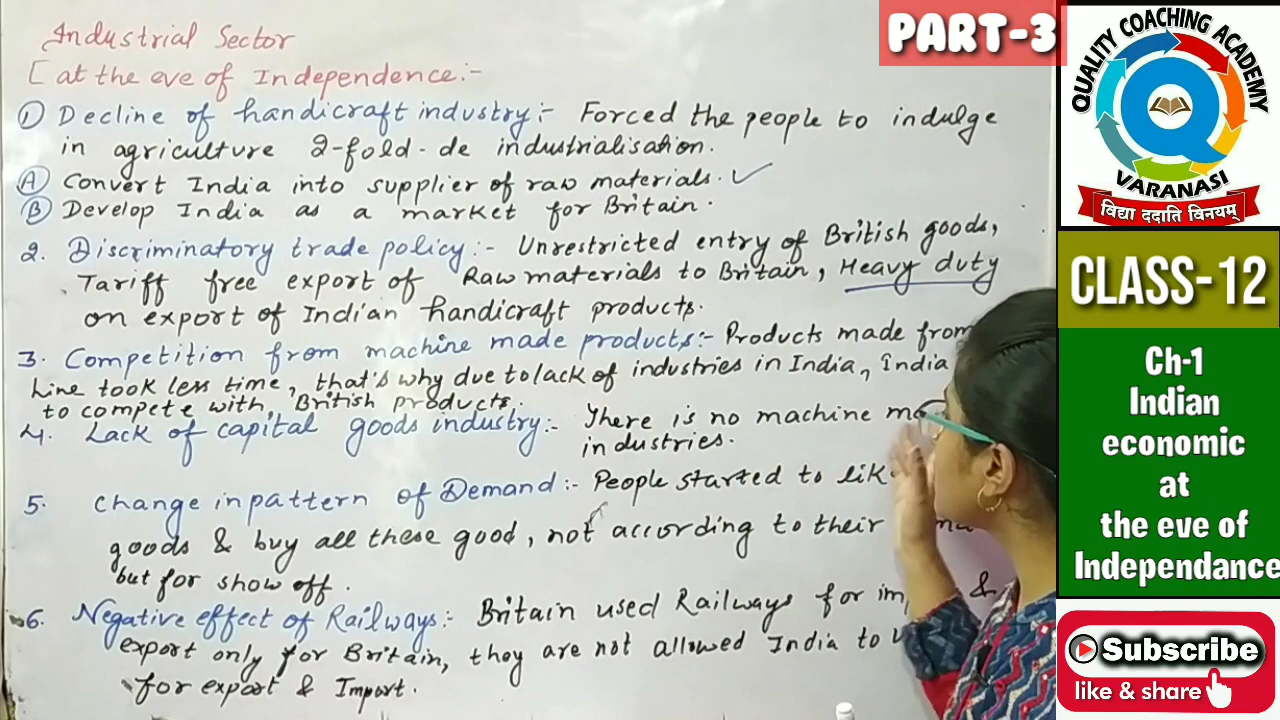 Industrial Sector
[at the eve of Independence:-
① Decline of handicraft industry:- Forced the people to indulge
in agriculture 2-fold-de industrialisation.
Ⓐ Convert India into supplier of raw materials. ✓
Ⓑ Develop India as a market for Britain.
2. Discriminatory trade policy:- Unrestricted entry of British goods,
Tariff free export of Raw materials to Britain, Heavy duty
on export of Indian handicraft products.
3. Competition from machine made products:- Products made from
hine took less time, that's why due to lack of industries in India, India
to compete with British products.
4. Lack of capital goods industry:- There is no machine
industries.
5. Change in pattern of Demand:- People started to
goods & buy all these good, not according to their
but for show off.
6. Negative effect of Railways:- Britain used Railways for &
export only for Britain, they are not allowed India to
for export & Import.
PART-3
QUALITY COACHING ACADEMY
VARANASI
विद्या ददाति विनयम्
CLASS-12
Ch-1
Indian
economic
at
the eve of
Independance
Subscribe
like & share